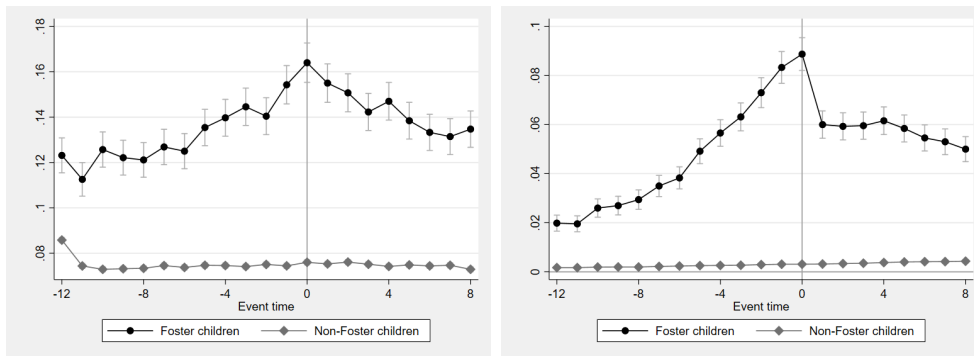 .18
.16
.14
.12
.1
.08
-12 -8 -4 0 4 8
Event time
Foster children Non-Foster children
.1
.08
.06
.04
.02
0
-12 -8 -4 0 4 8
Event time
Foster children Non-Foster children